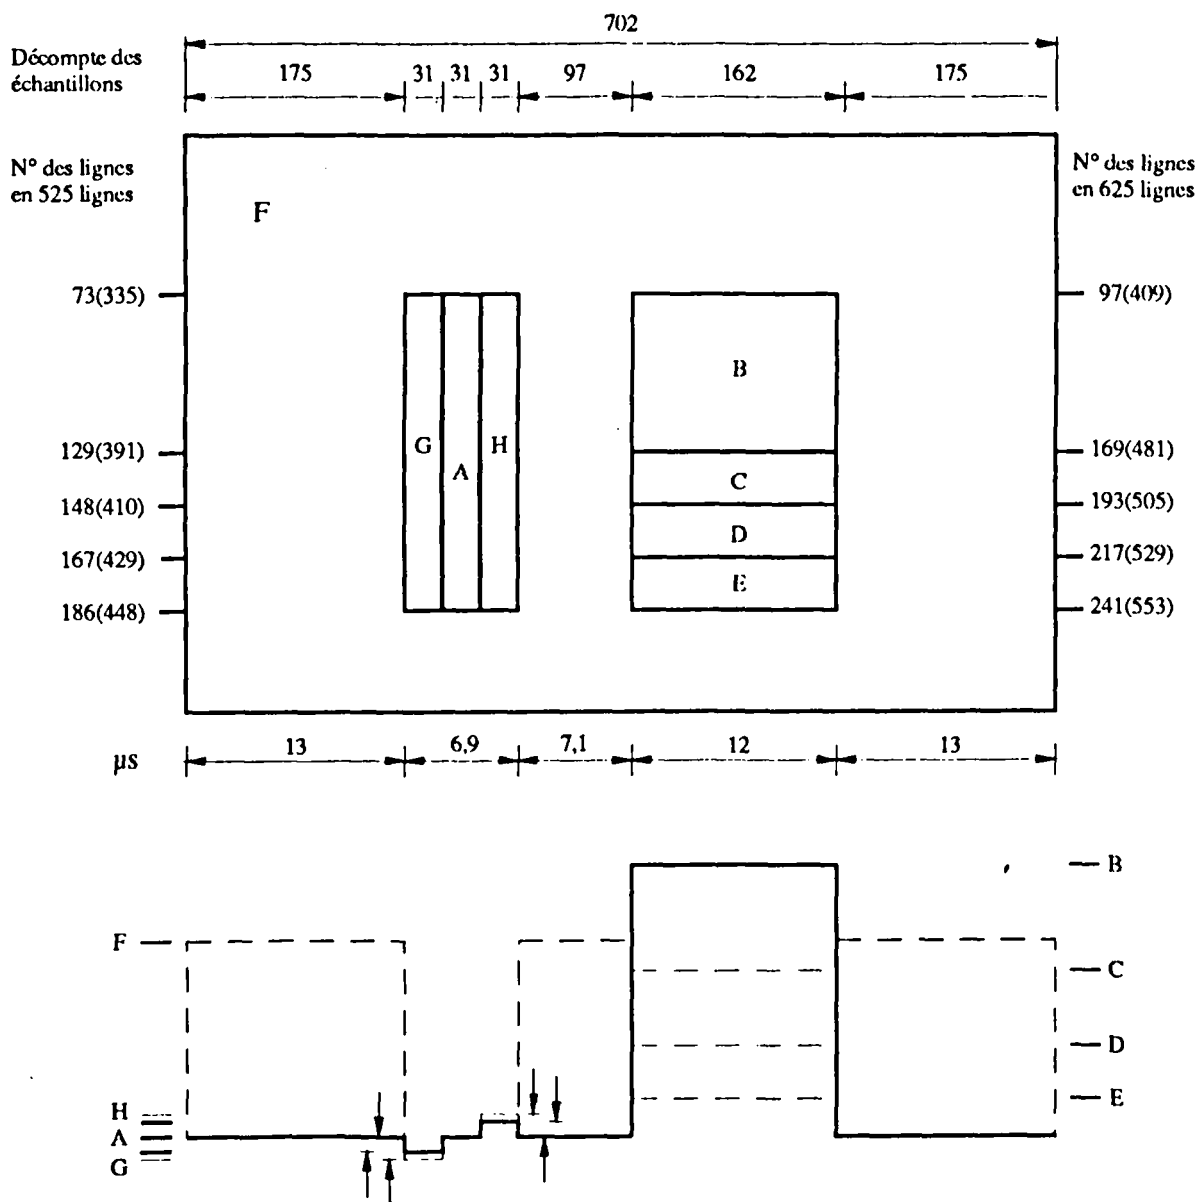 702
Décompte des
échantillons
175 31 31 31 97 162 175
N° des lignes
en 525 lignes
N° des lignes
en 625 lignes
F
73(335)
97(409)
B
129(391)
169(481)
G A H
C
148(410)
193(505)
D
167(429)
217(529)
E
186(448)
241(553)
µs
13 6,9 7,1 12 13
B
F
C
D
E
H
A
G